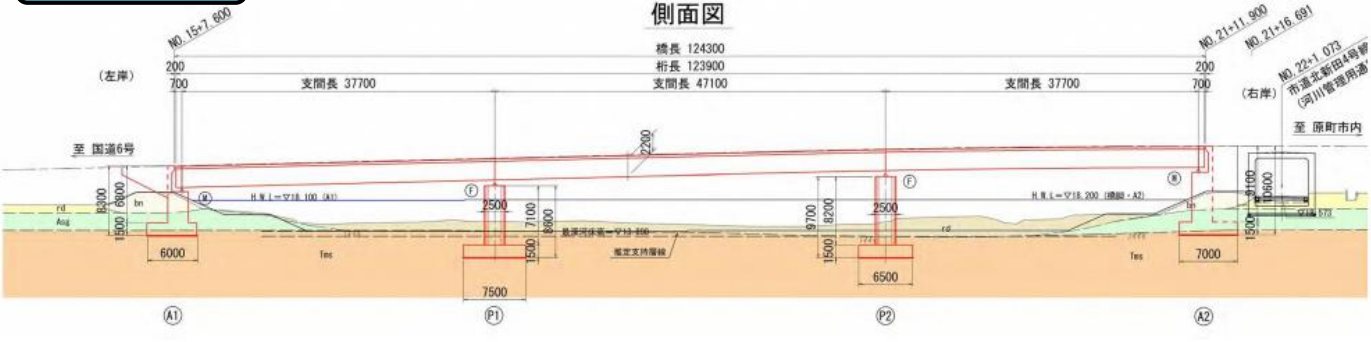 側面図
NO.15+7.600
NO.21+11.900
NO.21+16.691
NO.22+1.073
市道北新田4号線
(河川管理用通
橋長 124300
200
桁長 123900
200
700
支間長 37700
支間長 47100
支間長 37700
700
(左岸)
(右岸)
至 国道6号
至 原町市内
2200
H.W.L=▽18.100 (A1)
H.W.L=▽18.200 (橋脚・A2)
M
F
F
M
8300
6800
1500
bn
rd
Asg
6000
2500
7100
8600
1500
7500
最深河床高=▽13.800
推定支持層線
Tms
9700
8200
1500
2500
6500
rd
Tms
bn
7000
9100
10600
1500
A1
P1
P2
A2